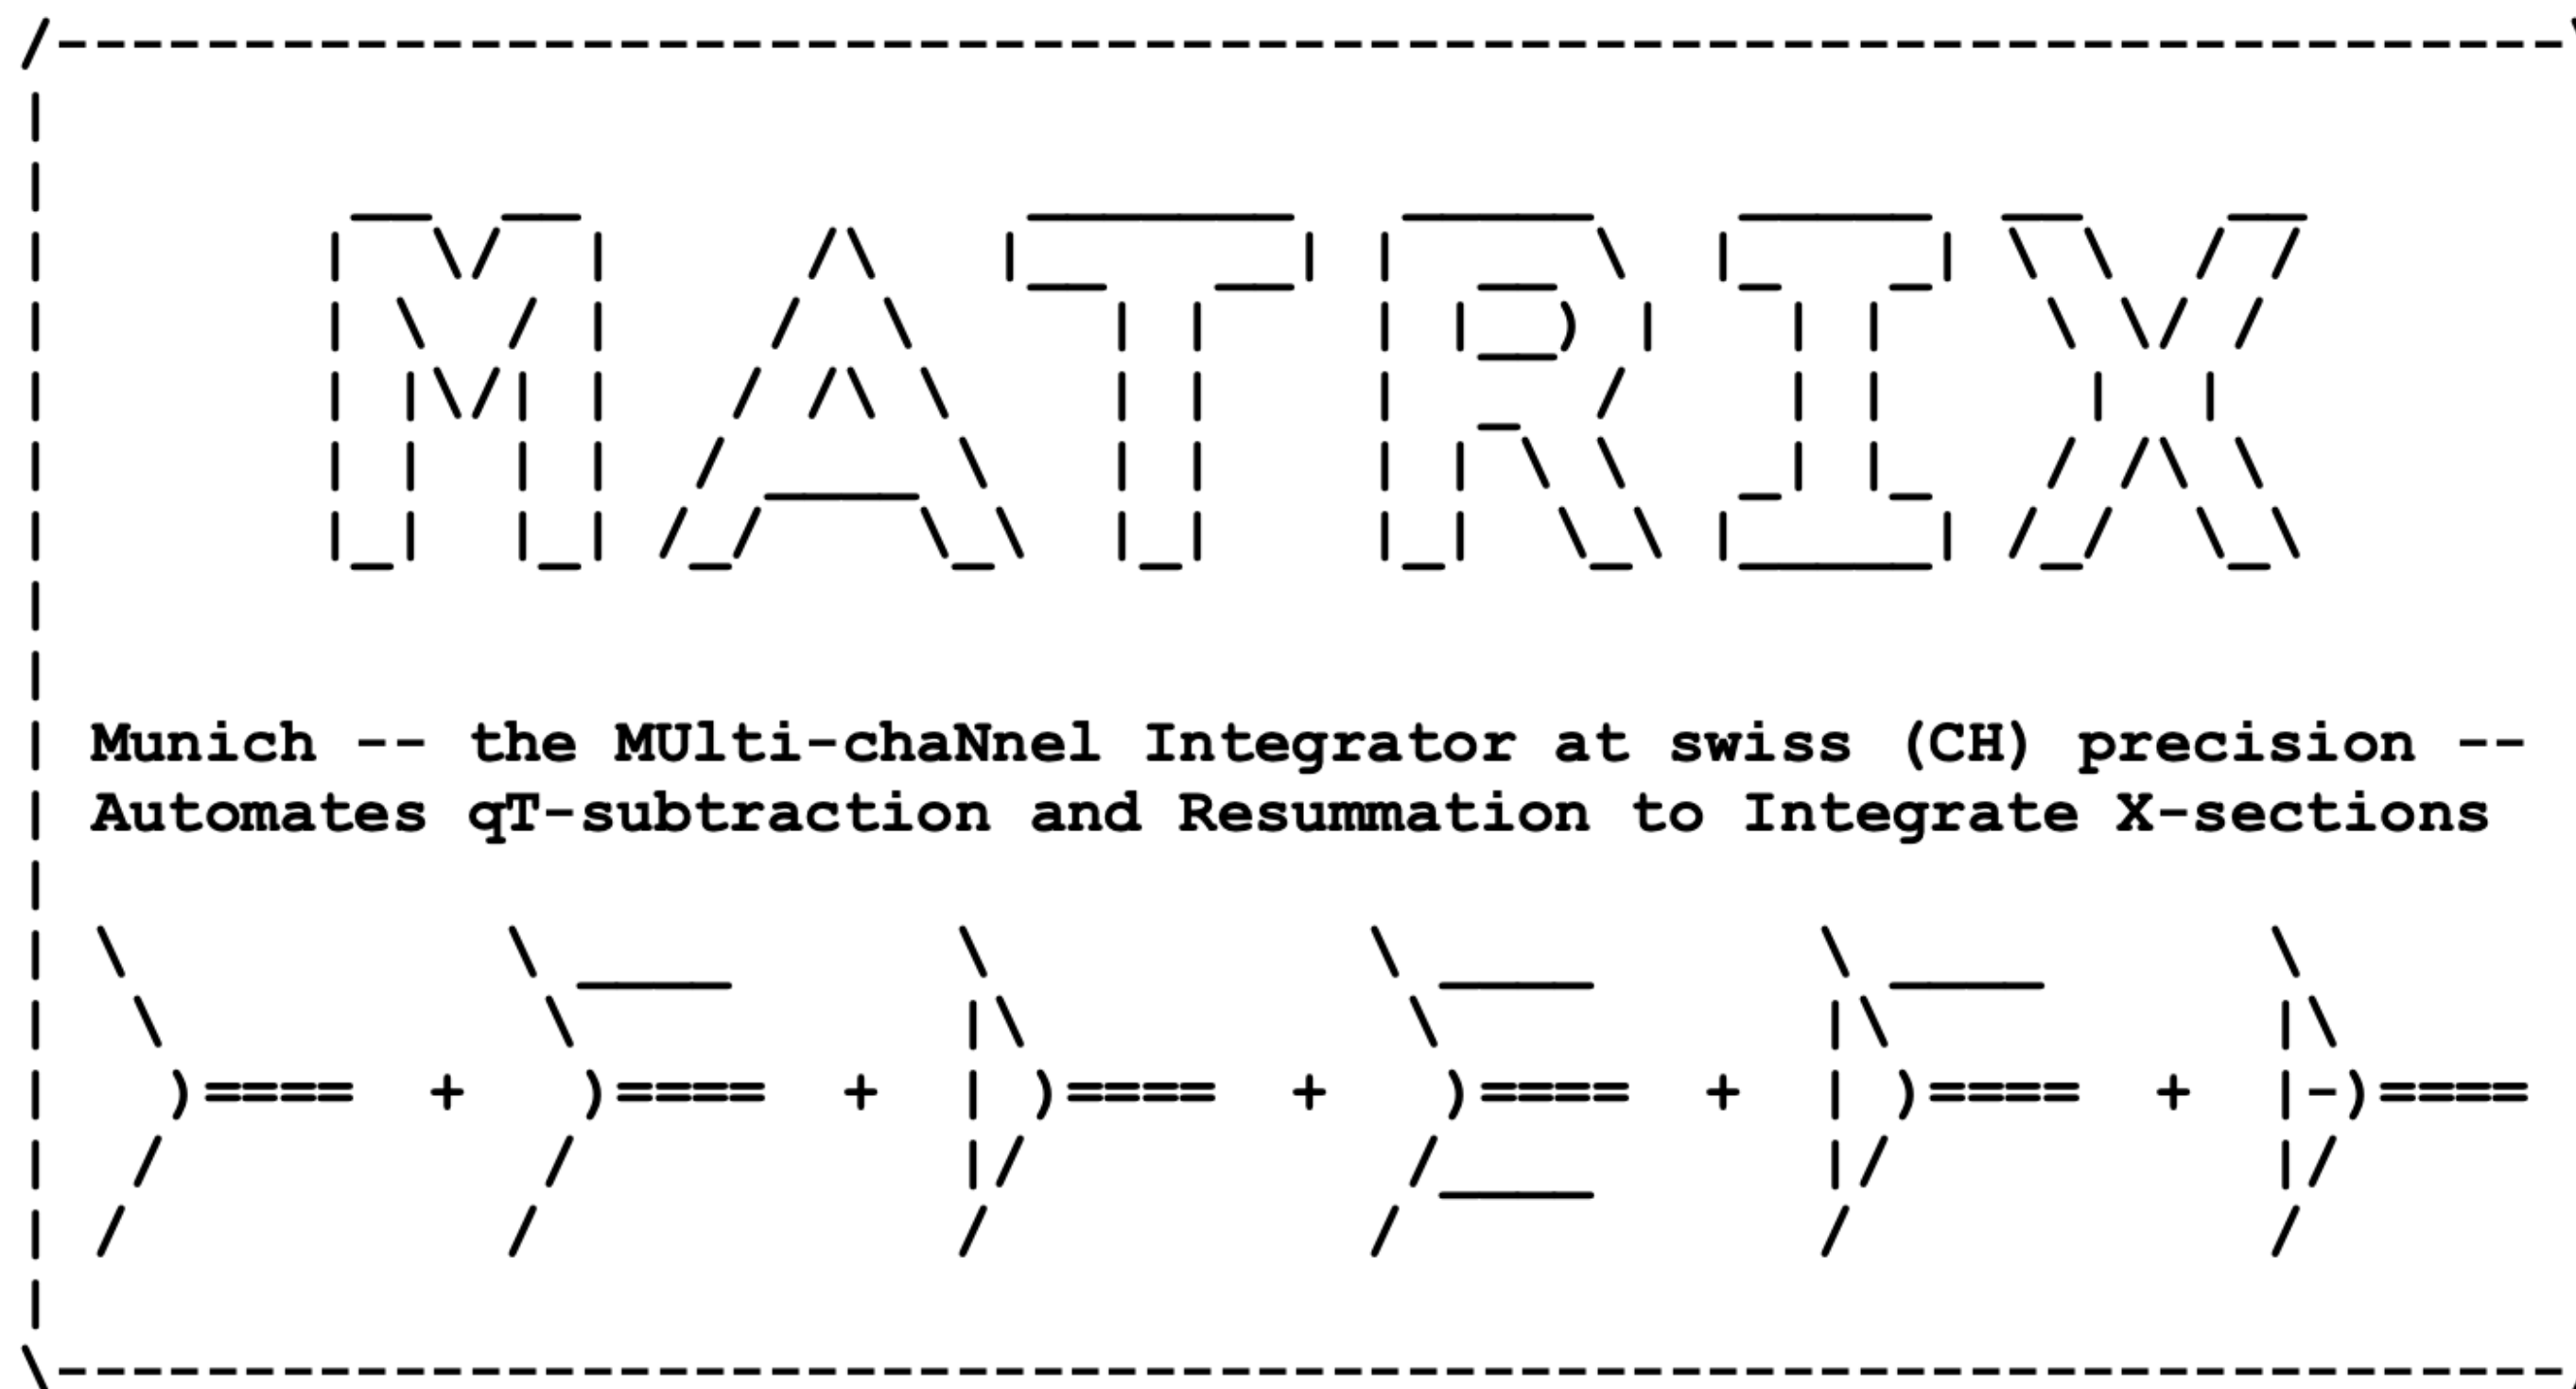 MATRIX
Munich -- the MUlti-chaNnel Integrator at swiss (CH) precision --
Automates qT-subtraction and Resummation to Integrate X-sections
)==== + )==== + )==== + )==== + )==== + -)====